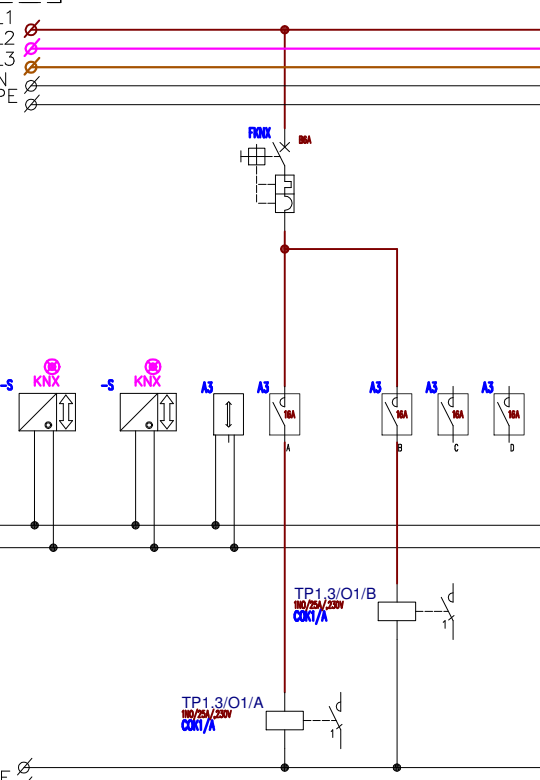 L1
L2
L3
N
PE
FKNX
B6A
KNX
KNX
-S
-S
A3
A3
A3
A3
A3
16A
16A
16A
16A
A
B
C
D
TP1.3/O1/B
1NO/25A/,230V
COK1/A
1
TP1.3/O1/A
1NO/25A/,230V
COK1/A
1